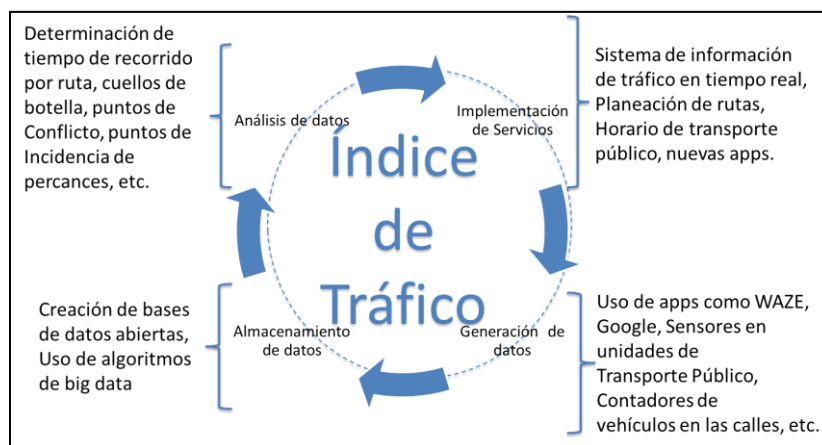 Determinación de
tiempo de recorrido
por ruta, cuellos de
botella, puntos de
Conflicto, puntos de
Incidencia de
percances, etc.
Análisis de datos
Implementación
de Servicios
Sistema de información
de tráfico en tiempo real,
Planeación de rutas,
Horario de transporte
público, nuevas apps.
Índice
de
Tráfico
Creación de bases
de datos abiertas,
Uso de algoritmos
de big data
Almacenamiento
de datos
Generación de
datos
Uso de apps como WAZE,
Google, Sensores en
unidades de
Transporte Público,
Contadores de
vehículos en las calles, etc.